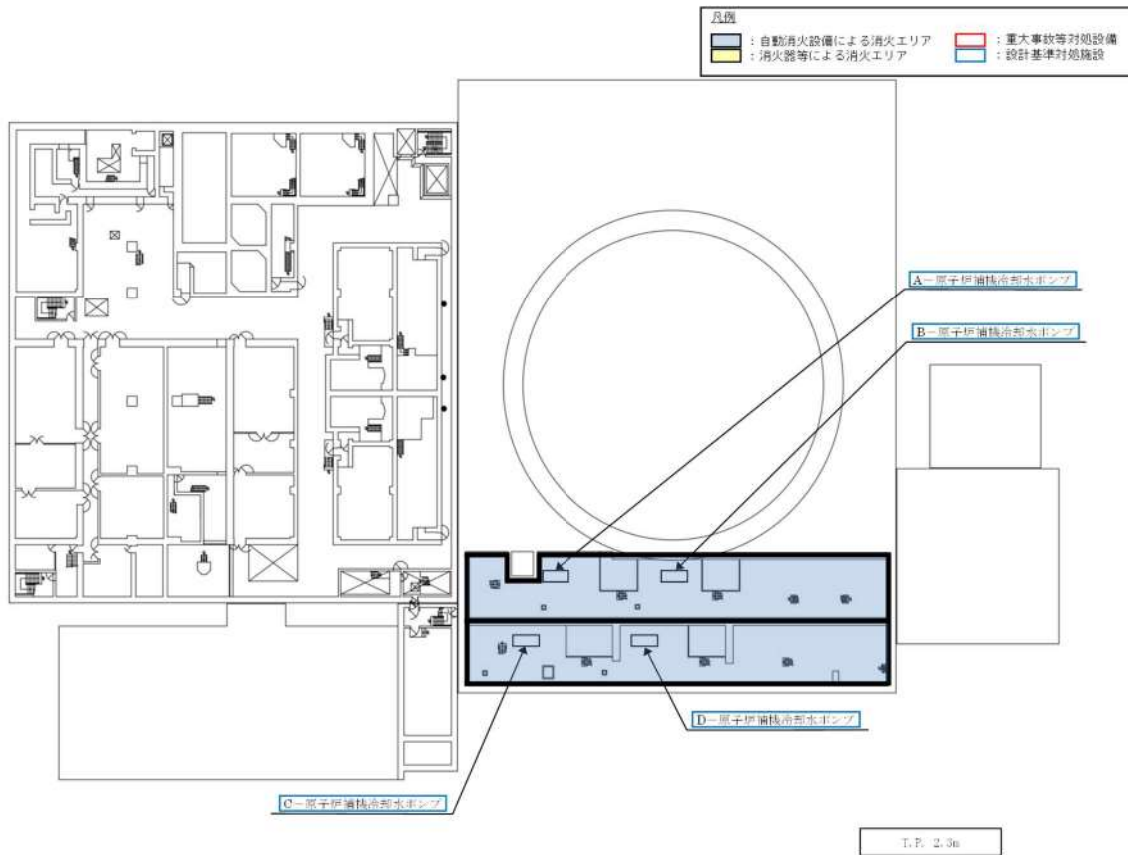 凡例
：自動消火設備による消火エリア
：重大事故等対処設備
：消火器等による消火エリア
：設計基準対処施設
A－原子炉補機冷却水ポンプ
B－原子炉補機冷却水ポンプ
D－原子炉補機冷却水ポンプ
C－原子炉補機冷却水ポンプ
T.P. 2.3m